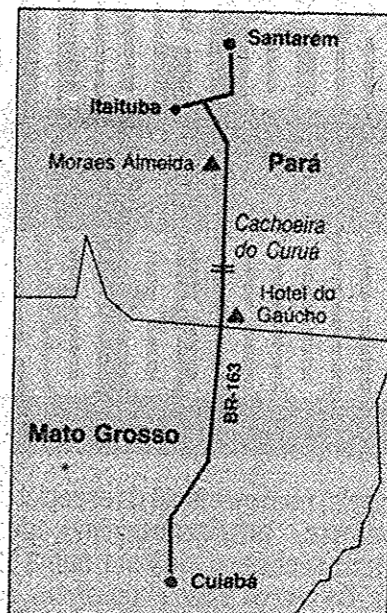 Santarém
Itaituba
Moraes Almeida
Pará
Cachoeira
do Curuá
Hotel do
Gaúcho
BR-163
Mato Grosso
Cuiabá